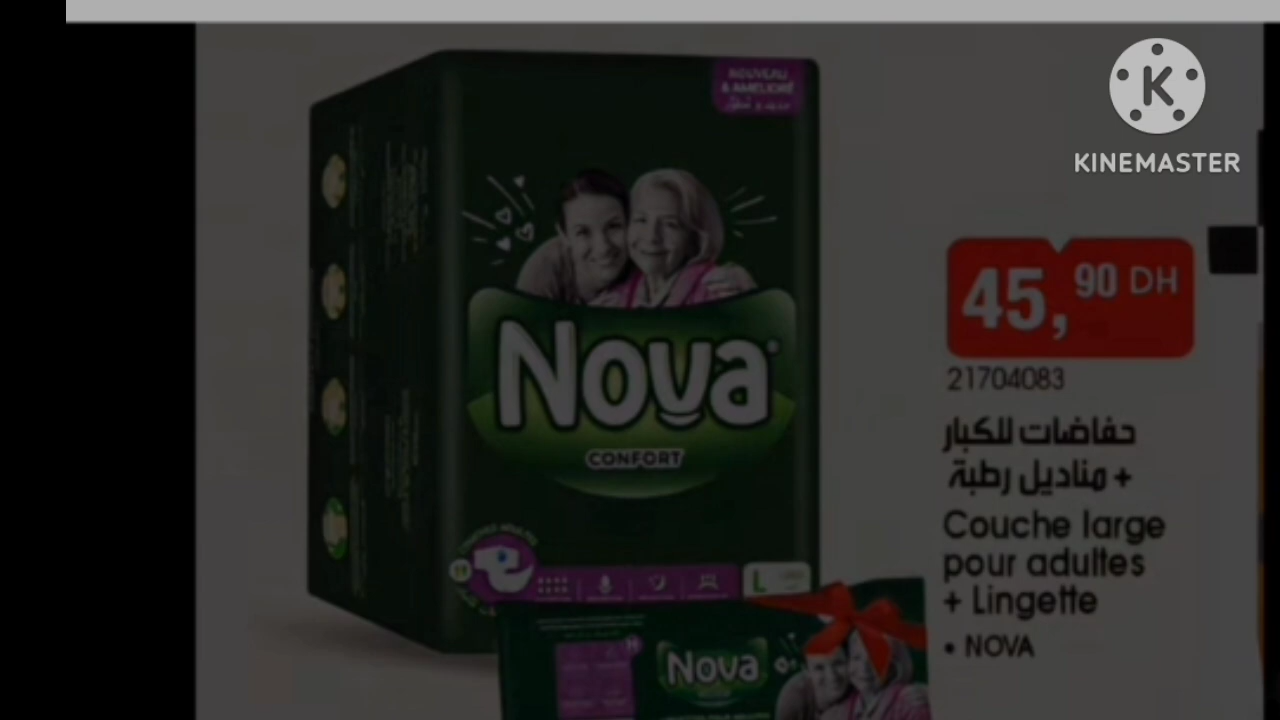 KINEMASTER
NOUVEAU
& AMELIORÉ
Nova
CONFORT
L
45,90 DH
21704083
حفاضات للكبار
+ مناديل رطبة
Couche large
pour adultes
+ Lingette
• NOVA
Nova